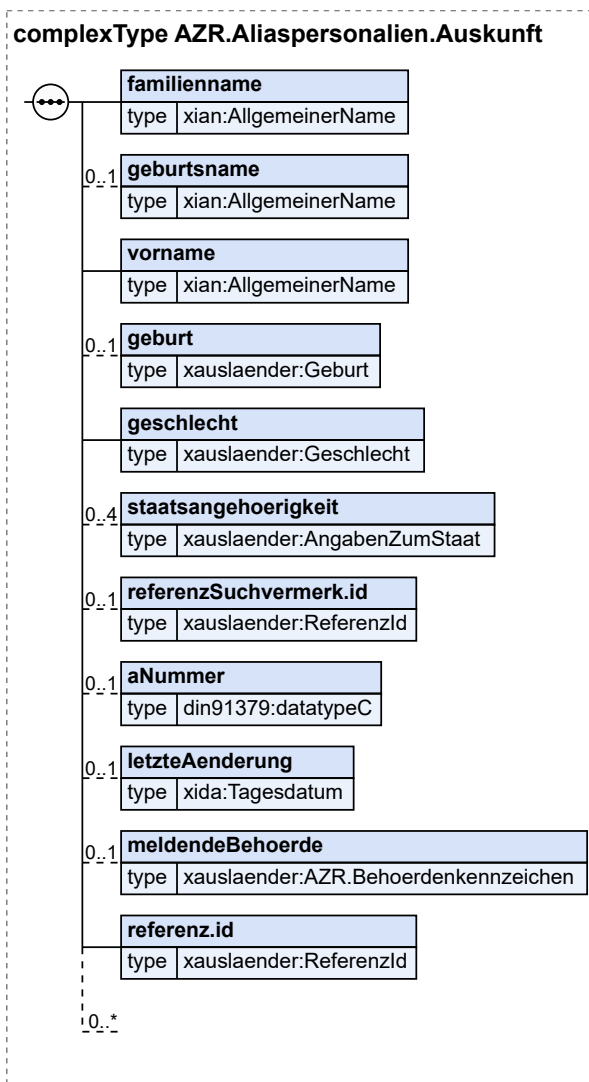 complexType AZR.Aliaspersonalien.Auskunft
familienname
type xian:AllgemeinerName
0..1 geburtsname
type xian:AllgemeinerName
vorname
type xian:AllgemeinerName
0..1 geburt
type xauslaender:Geburt
geschlecht
type xauslaender:Geschlecht
0..4 staatsangehoerigkeit
type xauslaender:AngabenZumStaat
0..1 referenzSuchvermerk.id
type xauslaender:ReferenzId
0..1 aNummer
type din91379:datatypeC
0..1 letzteAenderung
type xida:Tagesdatum
0..1 meldendeBehoerde
type xauslaender:AZR.Behoerdenkennzeichen
referenz.id
type xauslaender:ReferenzId
0..*